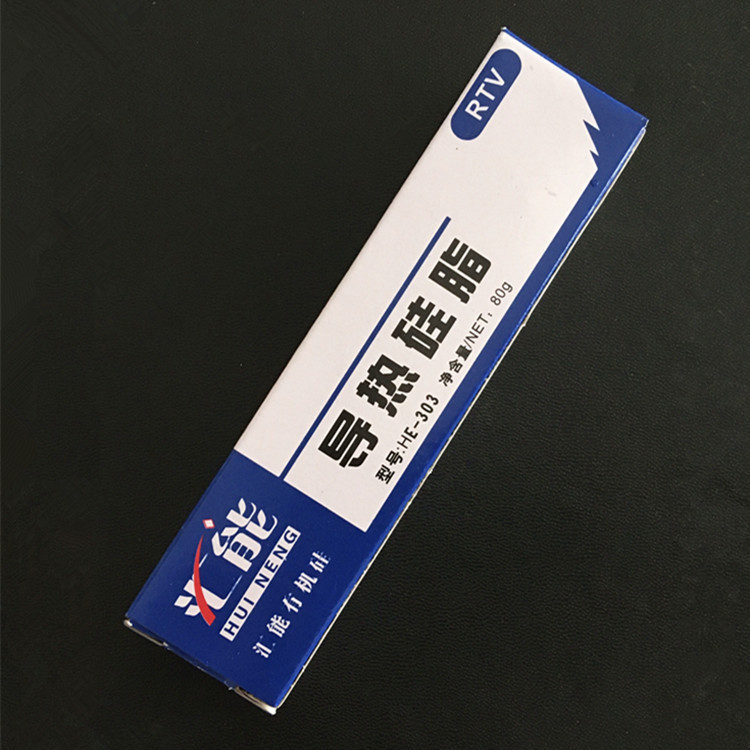 RTV
导热硅脂
型号:HE-303 净含量/NET: 80g
汇能
HUI NENG
汇能有机硅